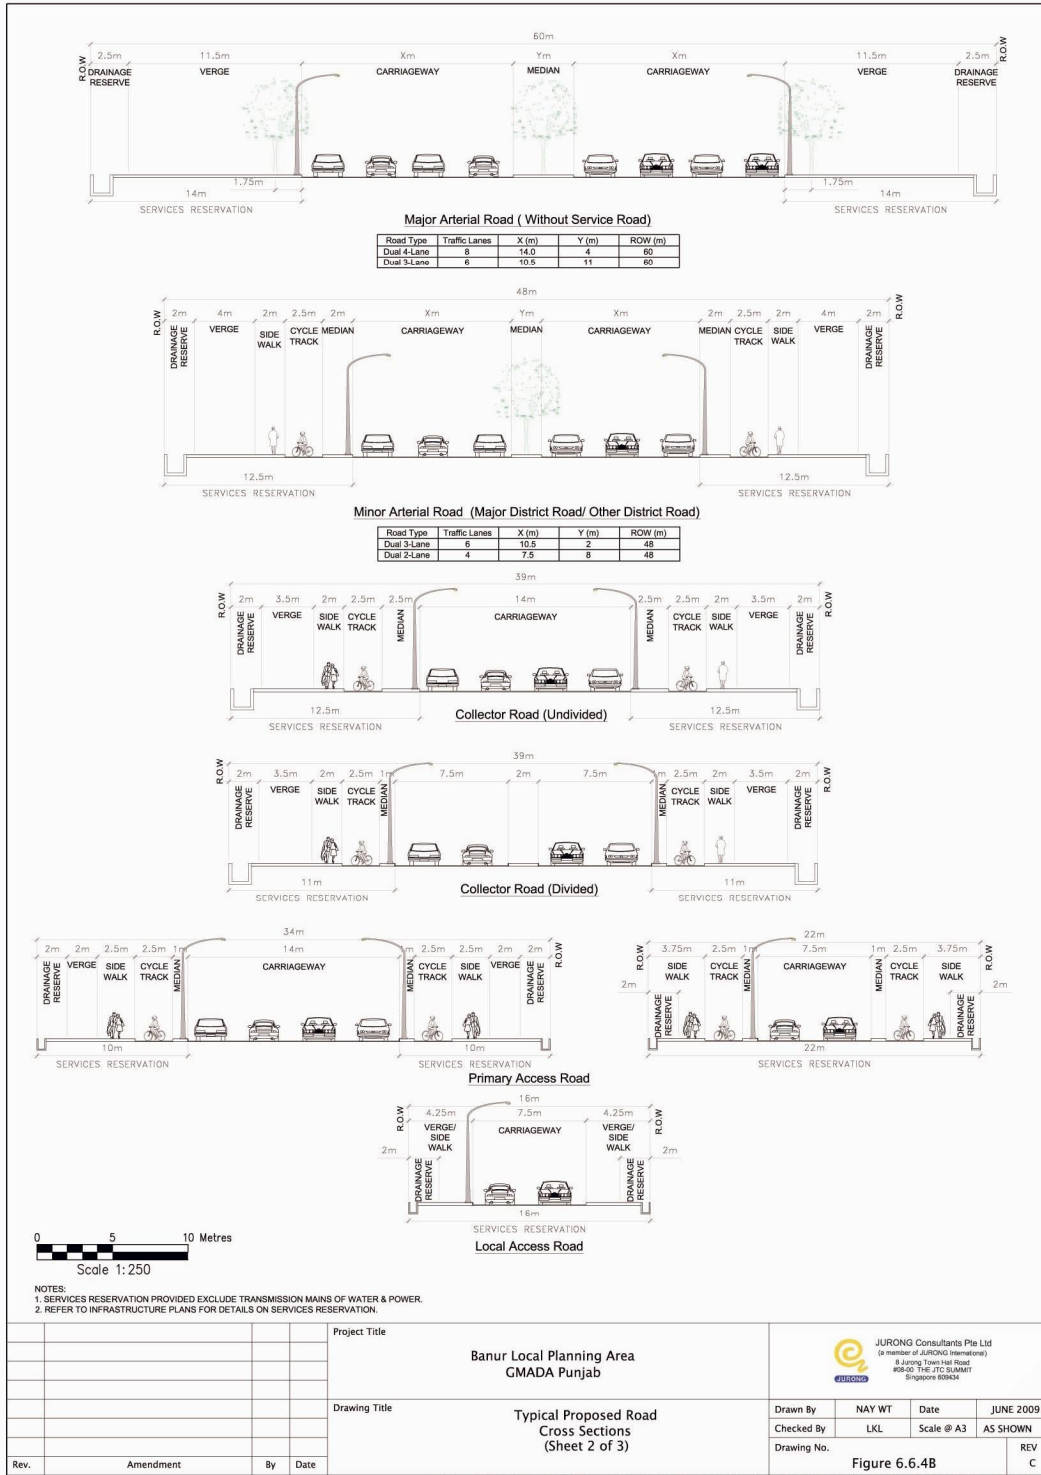 60m
R.O.W 2.5m 11.5m Xm Ym Xm 11.5m 2.5m R.O.W
DRAINAGE RESERVE VERGE CARRIAGEWAY MEDIAN CARRIAGEWAY VERGE DRAINAGE RESERVE
1.75m 1.75m
14m 14m
SERVICES RESERVATION SERVICES RESERVATION
Major Arterial Road ( Without Service Road)
Road Type Traffic Lanes X (m) Y (m) ROW (m)
Dual 4-Lane 8 14.0 4 60
Dual 3-Lane 6 10.5 11 60
48m
R.O.W 2m 4m 2m 2.5m 2m Xm Ym Xm 2m 2.5m 2m 4m 2m R.O.W
DRAINAGE RESERVE VERGE SIDE WALK CYCLE TRACK MEDIAN CARRIAGEWAY MEDIAN CARRIAGEWAY MEDIAN CYCLE TRACK SIDE WALK VERGE DRAINAGE RESERVE
12.5m 12.5m
SERVICES RESERVATION SERVICES RESERVATION
Minor Arterial Road (Major District Road/ Other District Road)
Road Type Traffic Lanes X (m) Y (m) ROW (m)
Dual 3-Lane 6 10.5 2 48
Dual 2-Lane 4 7.5 8 48
39m
R.O.W 2m 3.5m 2m 2.5m 2.5m 14m 2.5m 2.5m 2m 3.5m 2m R.O.W
DRAINAGE RESERVE VERGE SIDE WALK CYCLE TRACK MEDIAN CARRIAGEWAY MEDIAN CYCLE TRACK SIDE WALK VERGE DRAINAGE RESERVE
12.5m 12.5m
SERVICES RESERVATION SERVICES RESERVATION
Collector Road (Undivided)
39m
R.O.W 2m 3.5m 2m 2.5m 1m 7.5m 2m 7.5m m 2.5m 2m 3.5m 2m R.O.W
DRAINAGE RESERVE VERGE SIDE WALK CYCLE TRACK MEDIAN MEDIAN CYCLE TRACK SIDE WALK VERGE DRAINAGE RESERVE
11m 11m
SERVICES RESERVATION SERVICES RESERVATION
Collector Road (Divided)
34m
R.O.W 2m 2m 2.5m 2.5m 1m 14m m 2.5m 2.5m 2m 2m R.O.W
DRAINAGE RESERVE VERGE SIDE WALK CYCLE TRACK MEDIAN CARRIAGEWAY MEDIAN CYCLE TRACK SIDE WALK VERGE DRAINAGE RESERVE
10m 10m
SERVICES RESERVATION SERVICES RESERVATION
22m
R.O.W 3.75m 2.5m 1m 7.5m 1m 2.5m 3.75m R.O.W
SIDE WALK CYCLE TRACK MEDIAN CARRIAGEWAY MEDIAN CYCLE TRACK SIDE WALK
2m 2m
DRAINAGE RESERVE DRAINAGE RESERVE
22m
SERVICES RESERVATION
Primary Access Road
16m
R.O.W 4.25m 7.5m 4.25m R.O.W
VERGE/ SIDE WALK CARRIAGEWAY VERGE/ SIDE WALK
2m 2m
DRAINAGE RESERVE DRAINAGE RESERVE
16m
SERVICES RESERVATION
Local Access Road
0 5 10 Metres
Scale 1:250
NOTES:
1. SERVICES RESERVATION PROVIDED EXCLUDE TRANSMISSION MAINS OF WATER & POWER.
2. REFER TO INFRASTRUCTURE PLANS FOR DETAILS ON SERVICES RESERVATION.
Rev. Amendment By Date
Project Title
Banur Local Planning Area
GMADA Punjab
Drawing Title
Typical Proposed Road
Cross Sections
(Sheet 2 of 3)
JURONG
JURONG Consultants Pte Ltd
(a member of JURONG International)
8 Jurong Town Hall Road
#08-00 THE JTC SUMMIT
Singapore 609434
Drawn By NAY WT Date JUNE 2009
Checked By LKL Scale @ A3 AS SHOWN
Drawing No. REV
Figure 6.6.4B C